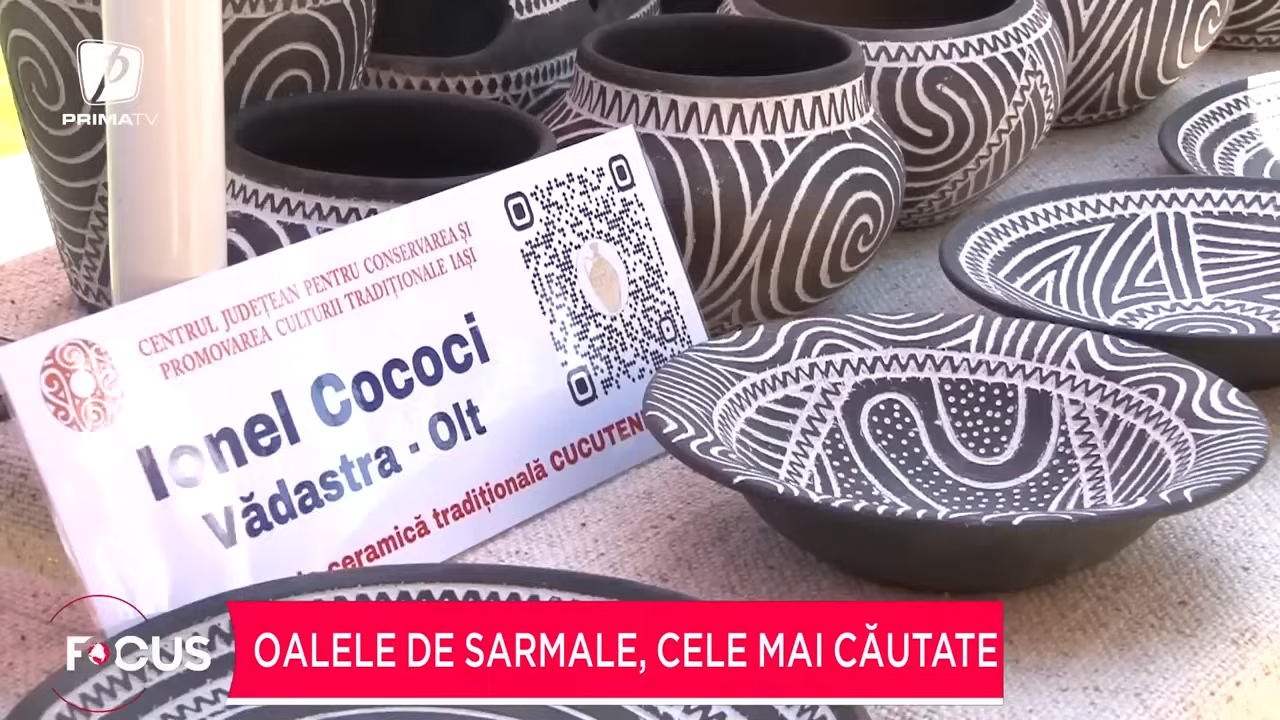 PRIMATV
CENTRUL JUDEȚEAN PENTRU CONSERVAREA ȘI
PROMOVAREA CULTURII TRADIȚIONALE IAȘI
Ionel Cococi
Vădastra - Olt
ceramică tradițională CUCUTENI
FOCUS
OALELE DE SARMALE, CELE MAI CĂUTATE